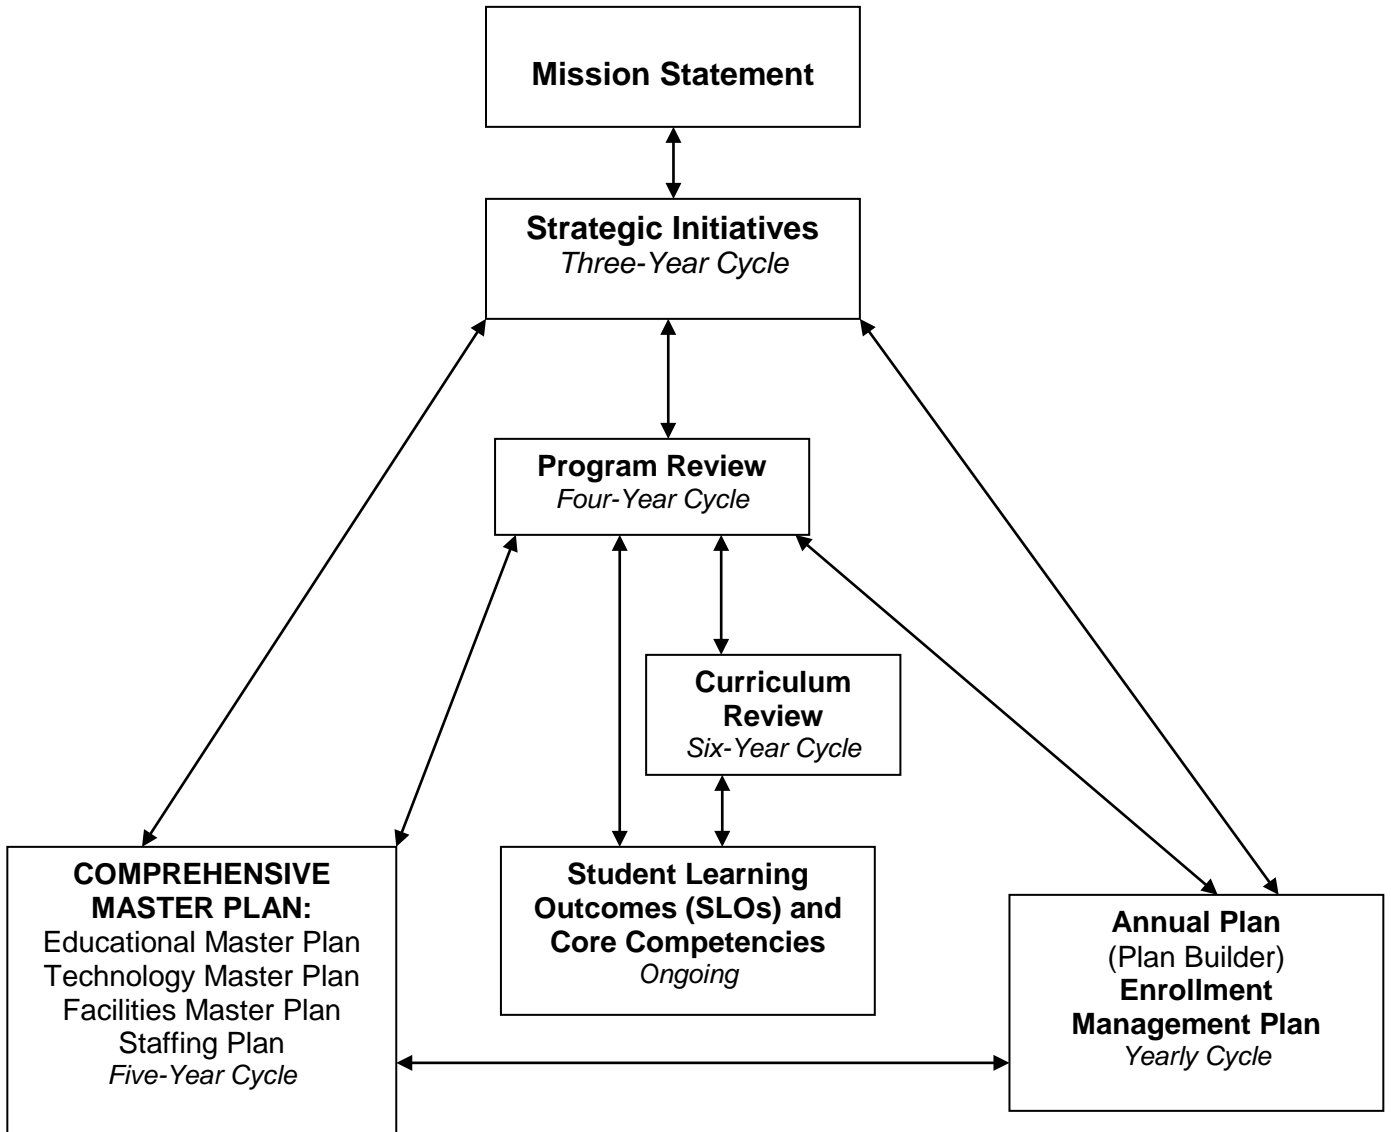 Mission Statement
Strategic Initiatives
Three-Year Cycle
Program Review
Four-Year Cycle
Curriculum
Review
Six-Year Cycle
COMPREHENSIVE
MASTER PLAN:
Educational Master Plan
Technology Master Plan
Facilities Master Plan
Staffing Plan
Five-Year Cycle
Student Learning
Outcomes (SLOs) and
Core Competencies
Ongoing
Annual Plan
(Plan Builder)
Enrollment
Management Plan
Yearly Cycle